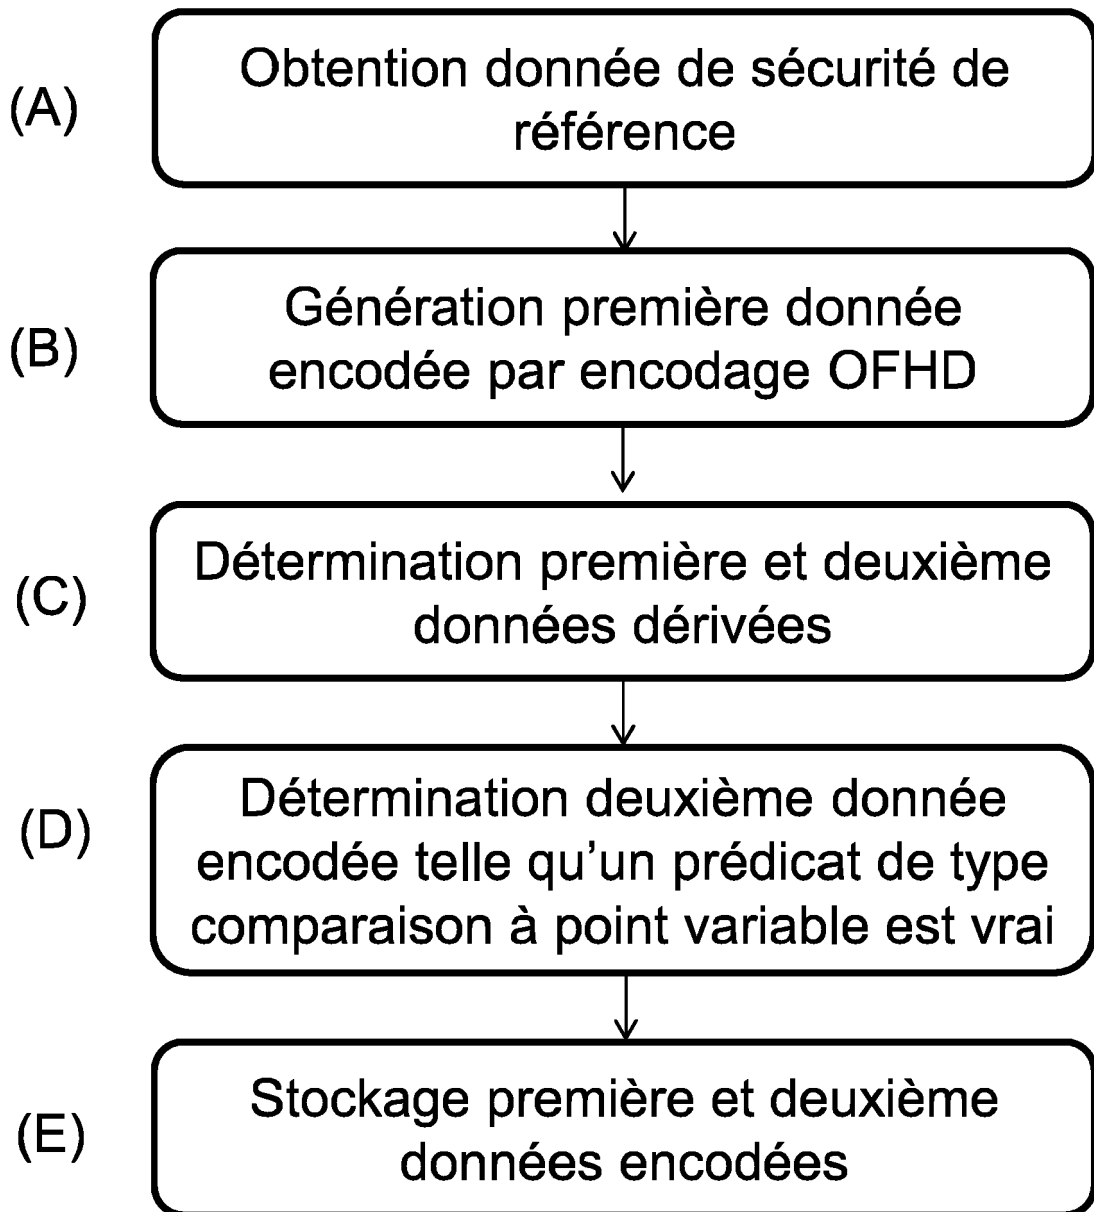 (A)
Obtention donnée de sécurité de
référence
(B)
Génération première donnée
encodée par encodage OFHD
(C)
Détermination première et deuxième
données dérivées
(D)
Détermination deuxième donnée
encodée telle qu'un prédicat de type
comparaison à point variable est vrai
(E)
Stockage première et deuxième
données encodées